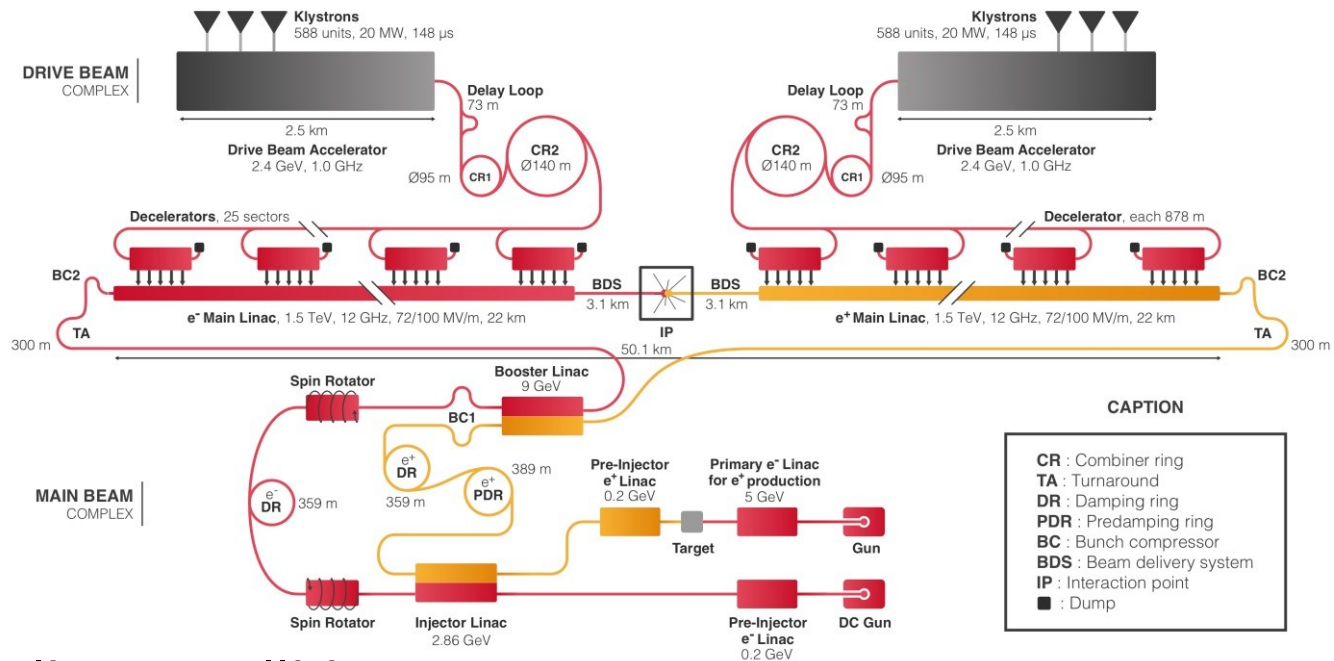 Klystrons
588 units, 20 MW, 148 µs
Klystrons
588 units, 20 MW, 148 µs
DRIVE BEAM
COMPLEX
Delay Loop
73 m
Delay Loop
73 m
2.5 km
2.5 km
Drive Beam Accelerator
2.4 GeV, 1.0 GHz
CR2
Ø140 m
CR2
Ø140 m
Drive Beam Accelerator
2.4 GeV, 1.0 GHz
Ø95 m
CR1
CR1
Ø95 m
Decelerators, 25 sectors
Decelerator, each 878 m
BC2
BDS
3.1 km
BDS
3.1 km
BC2
e⁻ Main Linac, 1.5 TeV, 12 GHz, 72/100 MV/m, 22 km
IP
e⁺ Main Linac, 1.5 TeV, 12 GHz, 72/100 MV/m, 22 km
TA
TA
300 m
50.1 km
300 m
Spin Rotator
Booster Linac
9 GeV
BC1
CAPTION
CR : Combiner ring
TA : Turnaround
DR : Damping ring
PDR : Predamping ring
BC : Bunch compressor
BDS : Beam delivery system
IP : Interaction point
: Dump
MAIN BEAM
COMPLEX
e⁻
DR
359 m
e⁺
DR
359 m
e⁺
PDR
389 m
Pre-Injector
e⁺ Linac
0.2 GeV
Primary e⁻ Linac
for e⁺ production
5 GeV
Target
Gun
Spin Rotator
Injector Linac
2.86 GeV
Pre-Injector
e⁻ Linac
0.2 GeV
DC Gun